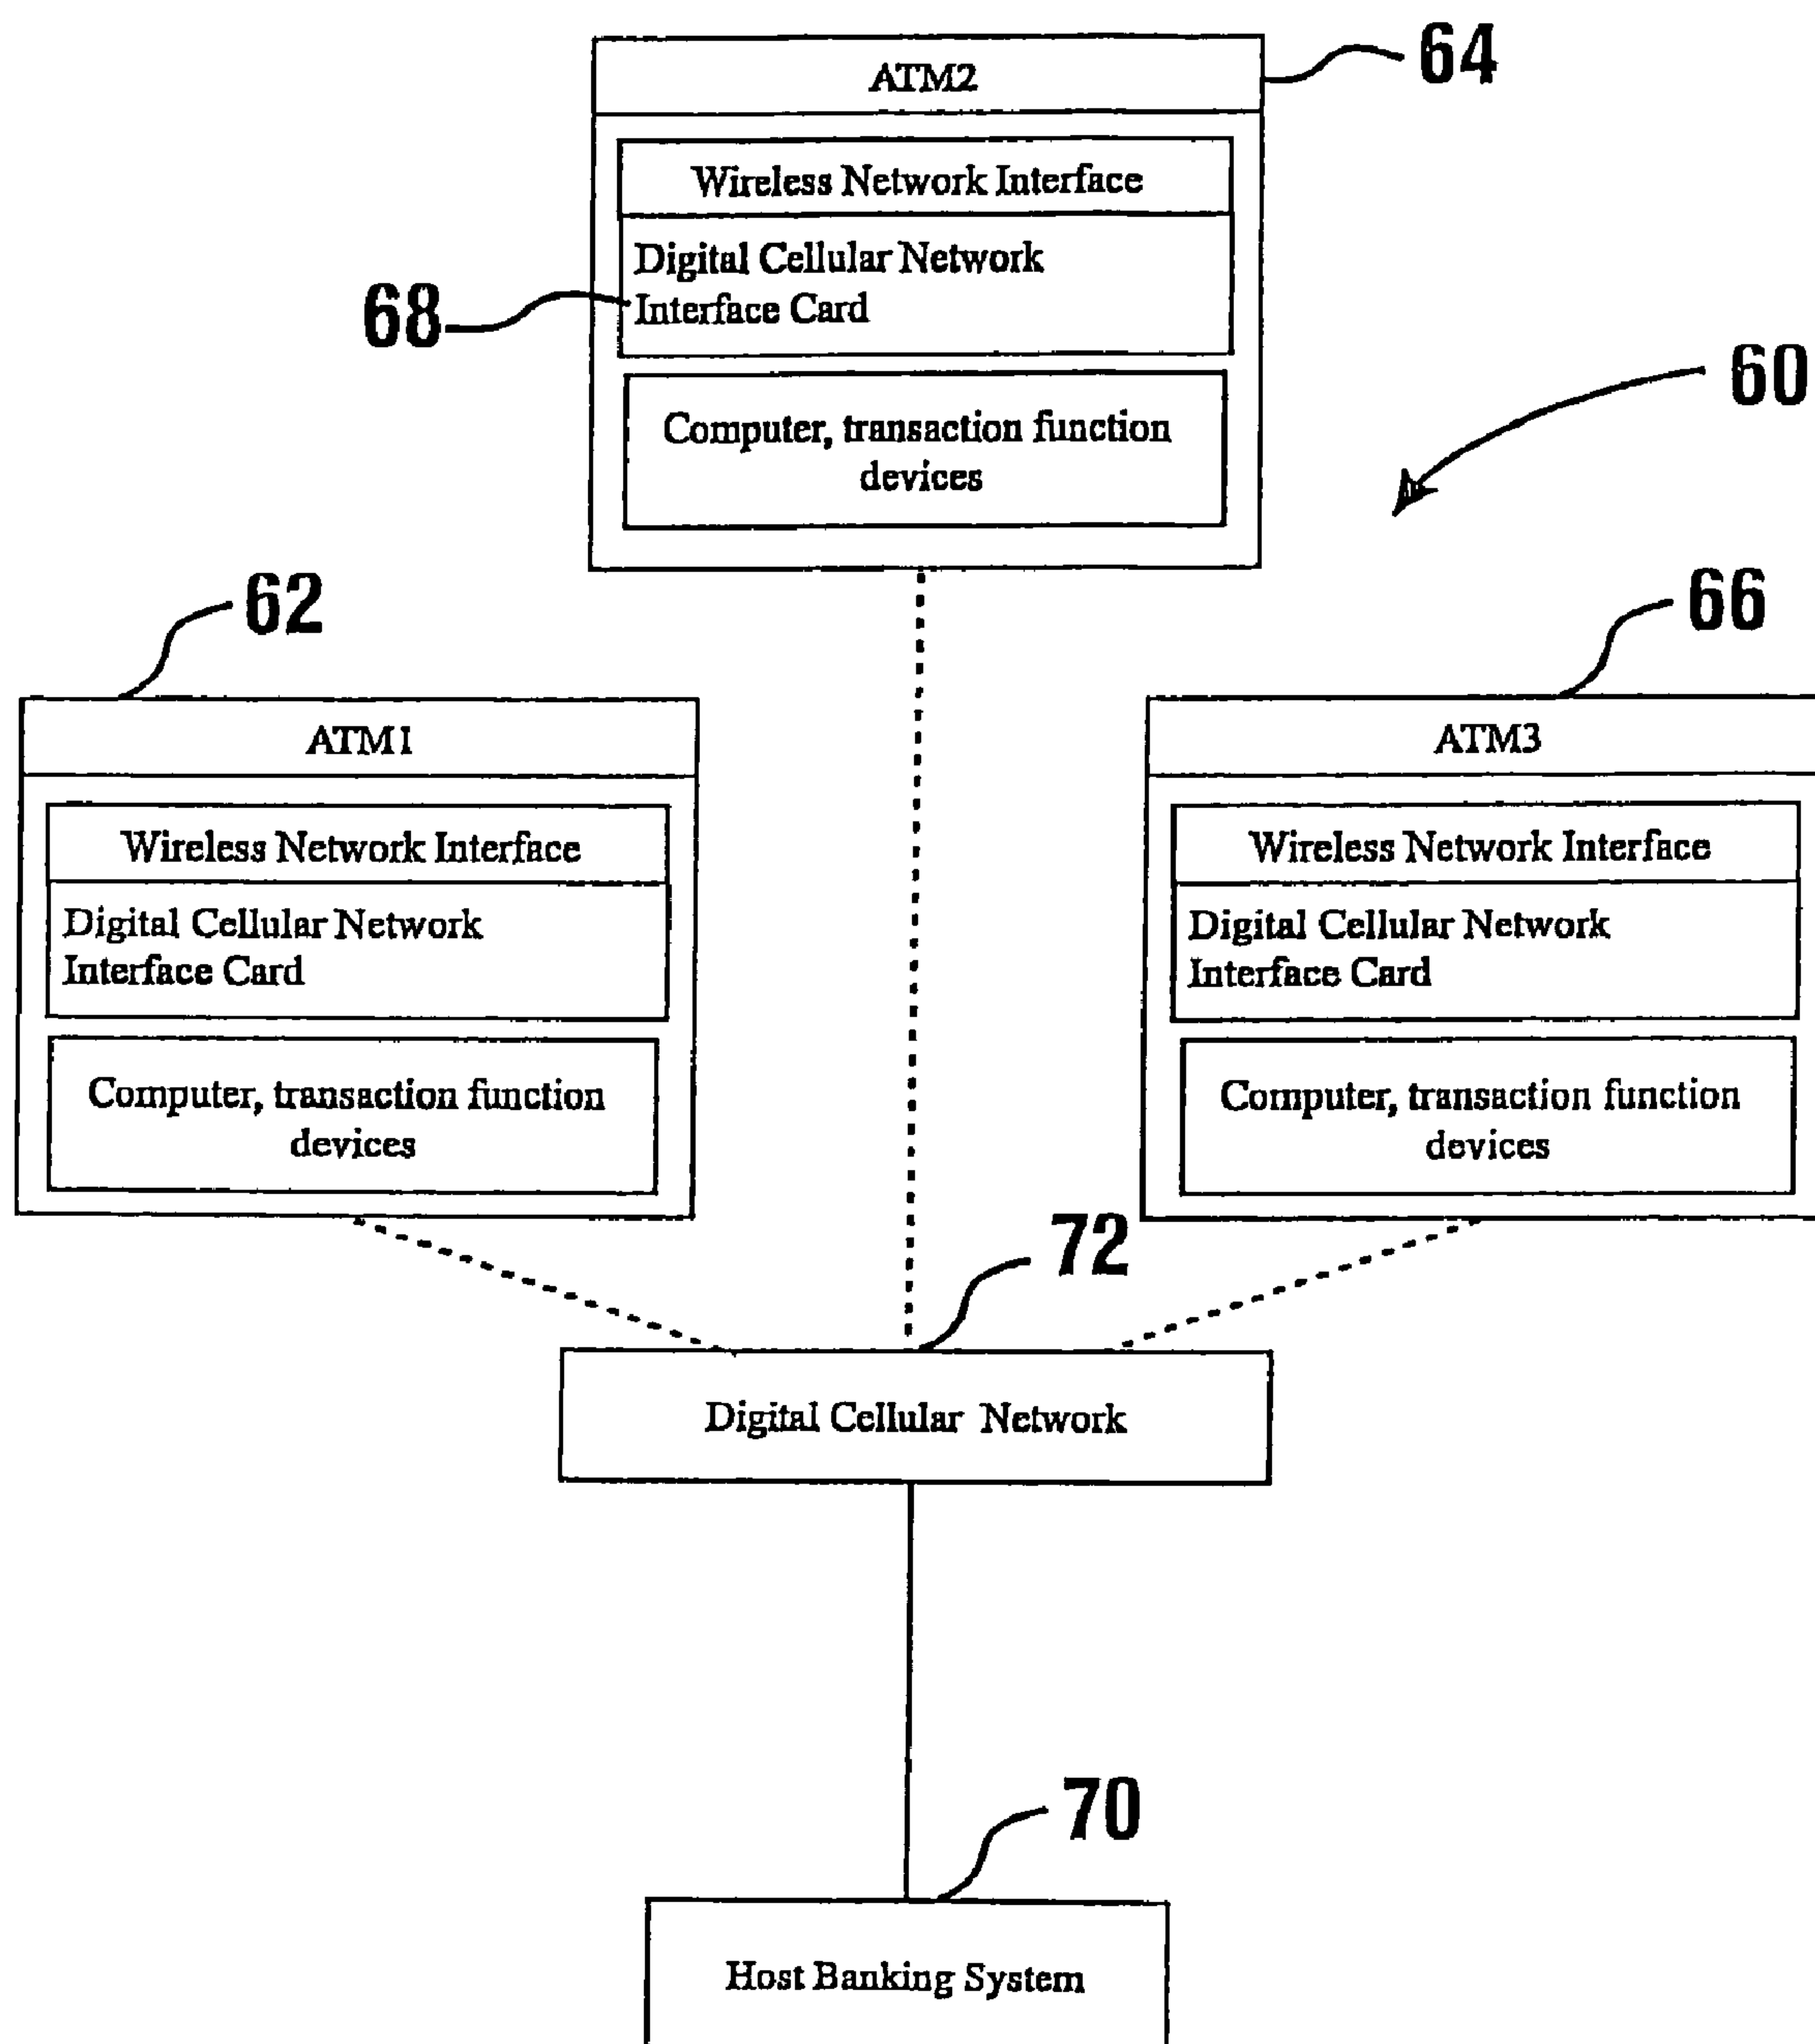 64
ATM2
Wireless Network Interface
Digital Cellular Network
Interface Card
68
60
Computer, transaction function
devices
62
66
ATM1
ATM3
Wireless Network Interface
Wireless Network Interface
Digital Cellular Network
Interface Card
Digital Cellular Network
Interface Card
Computer, transaction function
devices
Computer, transaction function
devices
72
Digital Cellular Network
70
Host Banking System